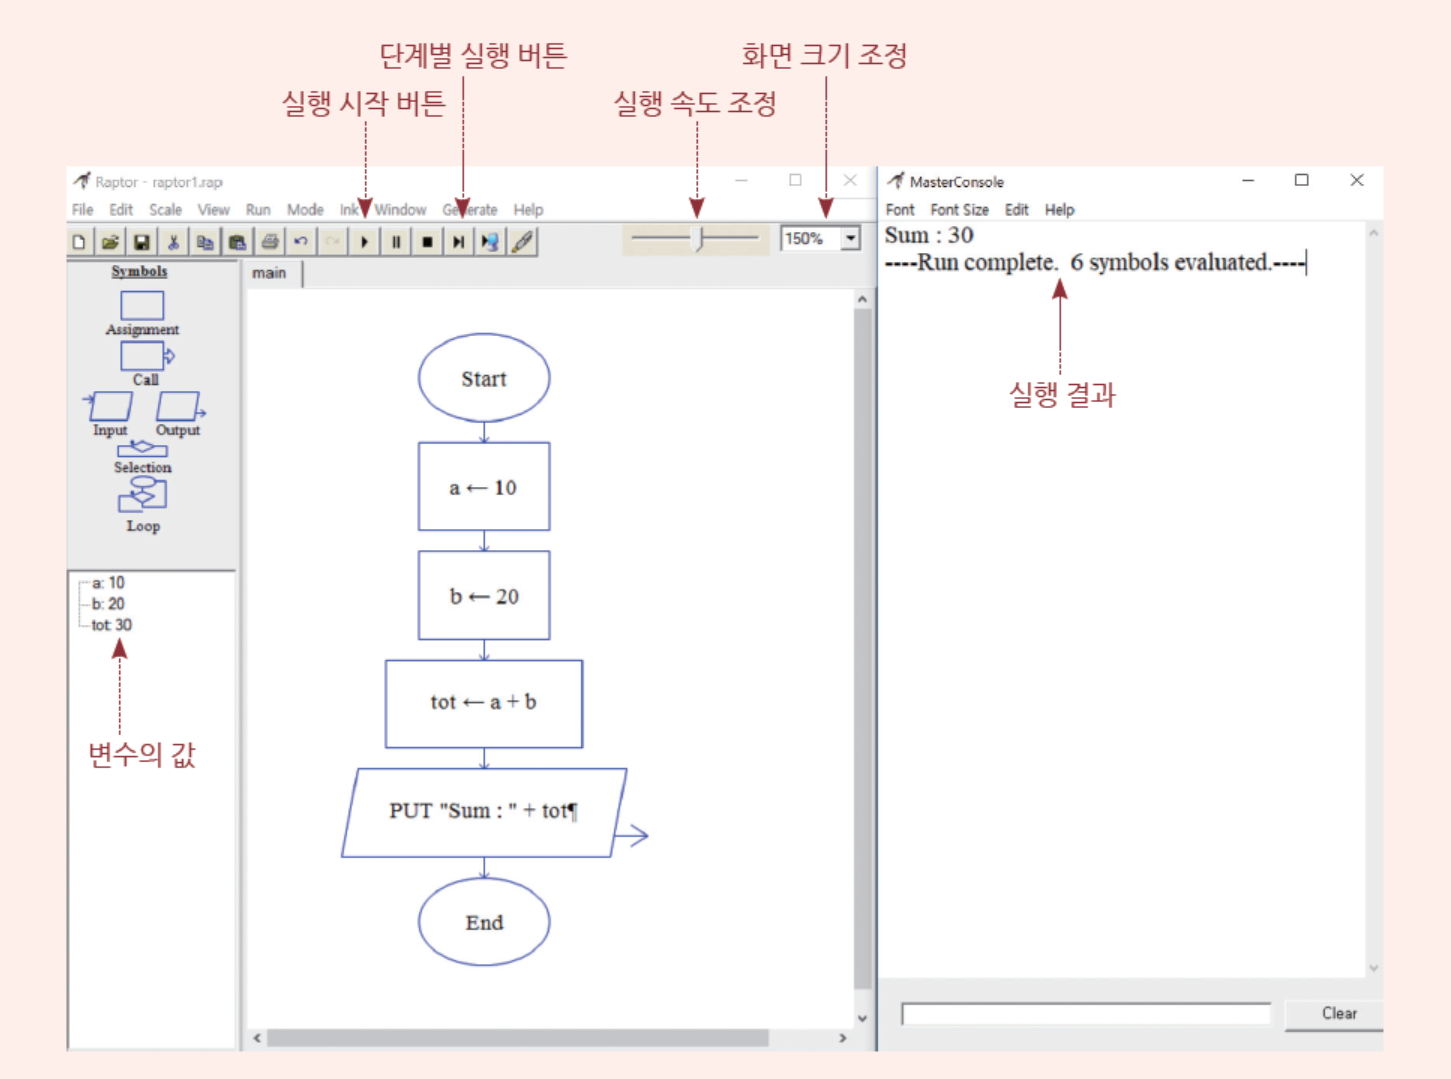 단계별 실행 버튼
화면 크기 조정
실행 시작 버튼
실행 속도 조정
Raptor - raptor1.rap
File Edit Scale View Run Mode Ink Window Generate Help
150%
Symbols
Assignment
Call
Input Output
Selection
Loop
a: 10
b: 20
tot: 30
변수의 값
main
Start
a ← 10
b ← 20
tot ← a + b
PUT "Sum : " + tot¶
End
MasterConsole
Font Font Size Edit Help
Sum : 30
----Run complete. 6 symbols evaluated.----
실행 결과
Clear